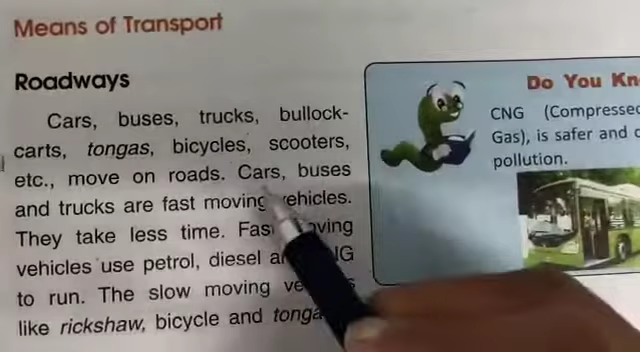 Means of Transport
Roadways
Cars, buses, trucks, bullock-
carts, tongas, bicycles, scooters,
etc., move on roads. Cars, buses
and trucks are fast moving vehicles.
They take less time.
vehicles use petrol, diesel
to run. The slow moving
like rickshaw, bicycle and
Do You
CNG (Compressed
Gas), is safer and
pollution.